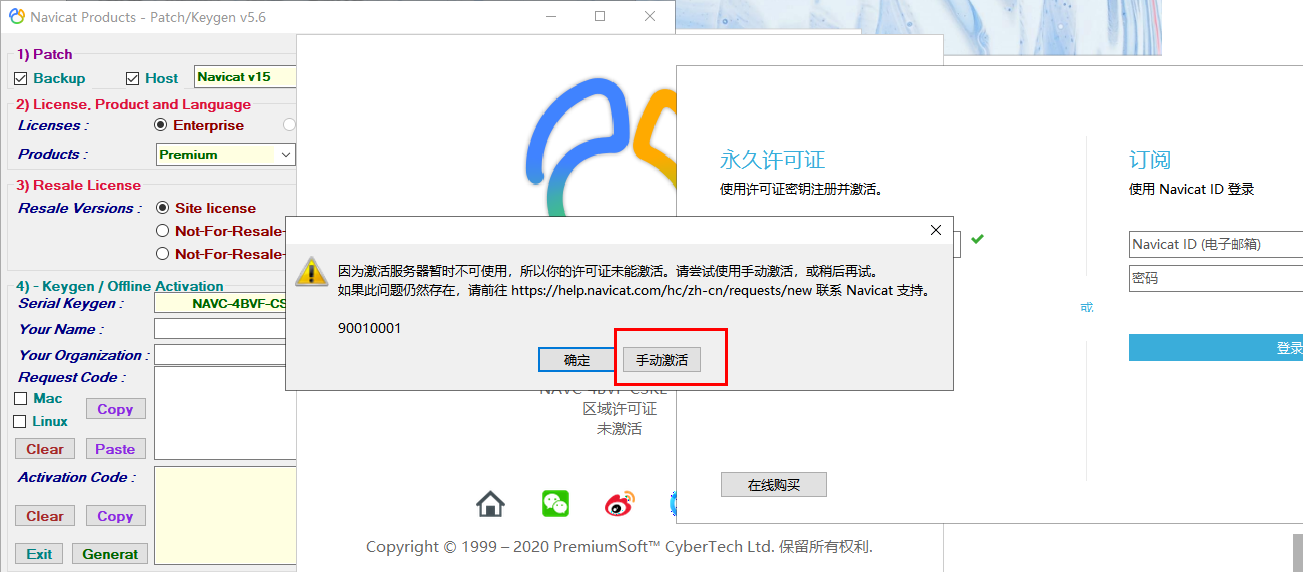 Navicat Products - Patch/Keygen v5.6
1) Patch
Backup
Host
Navicat v15
2) License, Product and Language
Licenses :
Enterprise
Products :
Premium
3) Resale License
Resale Versions :
Site license
Not-For-Resale-
Not-For-Resale-
4) - Keygen / Offline Activation
Serial Keygen :
NAVC-4BVF-CS
Your Name :
Your Organization :
Request Code :
Mac
Linux
Copy
Clear
Paste
Activation Code :
Clear
Copy
Exit
Generat
因为激活服务器暂时不可使用，所以你的许可证未能激活。请尝试使用手动激活，或稍后再试。
如果此问题仍然存在，请前往 https://help.navicat.com/hc/zh-cn/requests/new 联系 Navicat 支持。
90010001
确定
手动激活
区域许可证
未激活
Copyright © 1999 – 2020 PremiumSoft™ CyberTech Ltd. 保留所有权利.
永久许可证
使用许可证密钥注册并激活。
在线购买
或
订阅
使用 Navicat ID 登录
Navicat ID (电子邮箱)
密码
登录